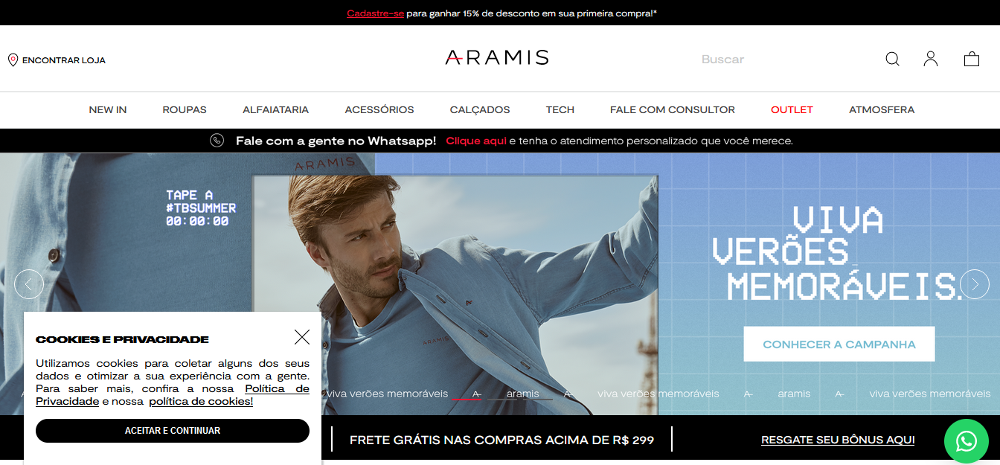 Cadastre-se para ganhar 15% de desconto em sua primeira compra!*
ENCONTRAR LOJA
ARAMIS
Buscar
NEW IN ROUPAS ALFAIATARIA ACESSÓRIOS CALÇADOS TECH FALE COM CONSULTOR OUTLET ATMOSFERA
Fale com a gente no Whatsapp! Clique aqui e tenha o atendimento personalizado que você merece.
ARAMIS
TAPE A
#TBSUMMER
00:00:00
VIVA
VERÕES
MEMORÁVEIS.
CONHECER A CAMPANHA
ARAMIS
viva verões memoráveis A aramis A viva verões memoráveis A aramis A viva verões memoráveis
COOKIES E PRIVACIDADE
Utilizamos cookies para coletar alguns dos seus
dados e otimizar a sua experiência com a gente.
Para saber mais, confira a nossa Política de
Privacidade e nossa política de cookies!
ACEITAR E CONTINUAR
FRETE GRÁTIS NAS COMPRAS ACIMA DE R$ 299
RESGATE SEU BÔNUS AQUI